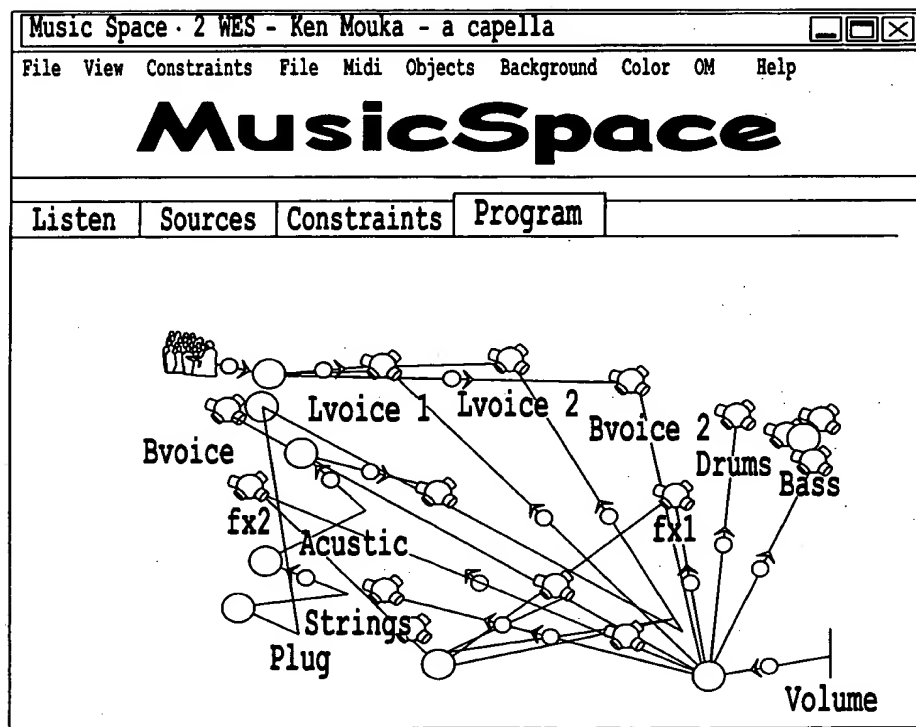 Music Space · 2 WES - Ken Mouka - a capella
File View Constraints File Midi Objects Background Color OM Help
MusicSpace
Listen Sources Constraints Program
Lvoice 1
Lvoice 2
Bvoice 2
Bvoice
Drums
Bass
fx2
Acustic
fx1
Strings
Plug
Volume